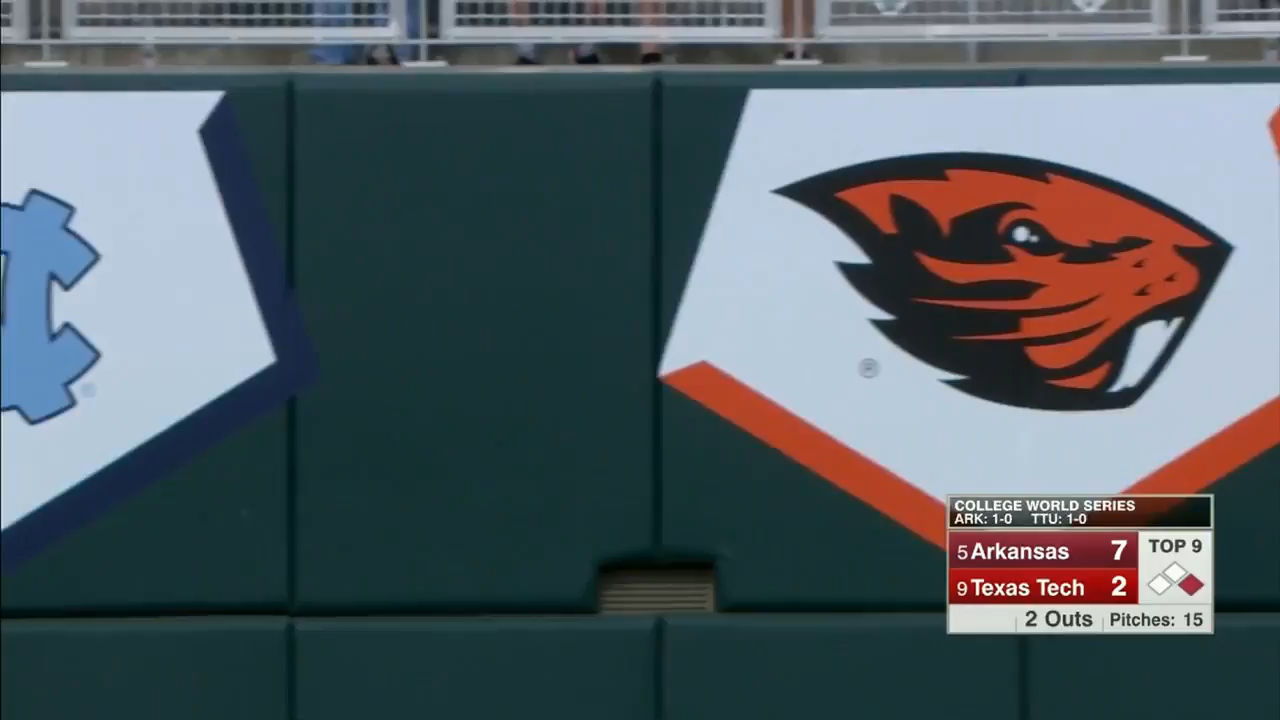 ®
COLLEGE WORLD SERIES
ARK: 1-0 TTU: 1-0
5 Arkansas 7
9 Texas Tech 2
TOP 9
2 Outs Pitches: 15